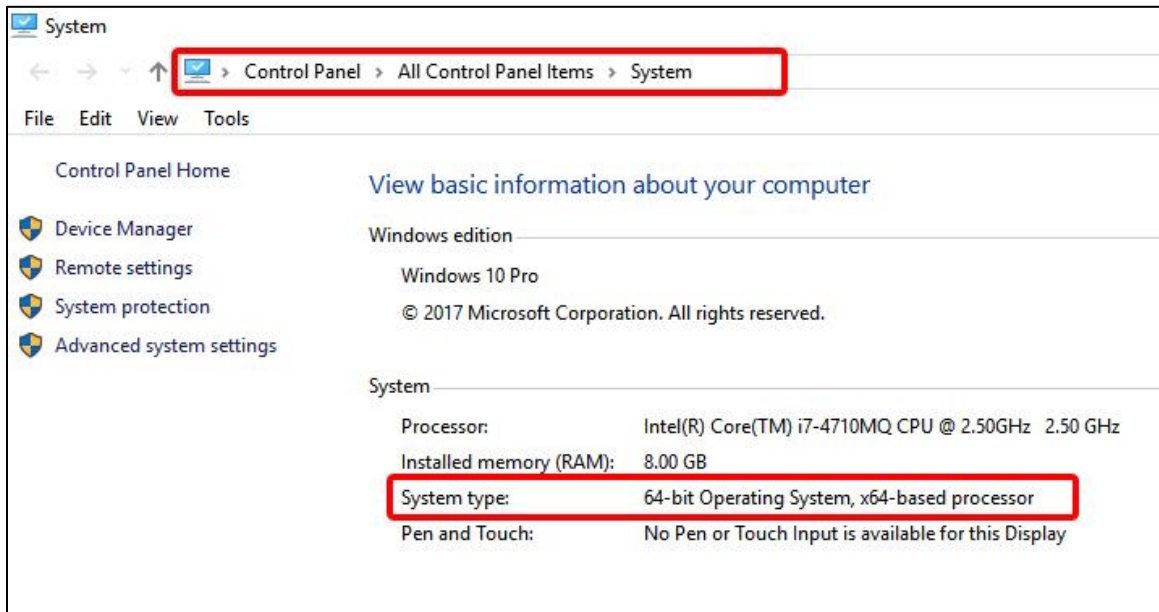 System
Control Panel > All Control Panel Items > System
File Edit View Tools
Control Panel Home
Device Manager
Remote settings
System protection
Advanced system settings
View basic information about your computer
Windows edition
Windows 10 Pro
© 2017 Microsoft Corporation. All rights reserved.
System
Processor: Intel(R) Core(TM) i7-4710MQ CPU @ 2.50GHz 2.50 GHz
Installed memory (RAM): 8.00 GB
System type: 64-bit Operating System, x64-based processor
Pen and Touch: No Pen or Touch Input is available for this Display